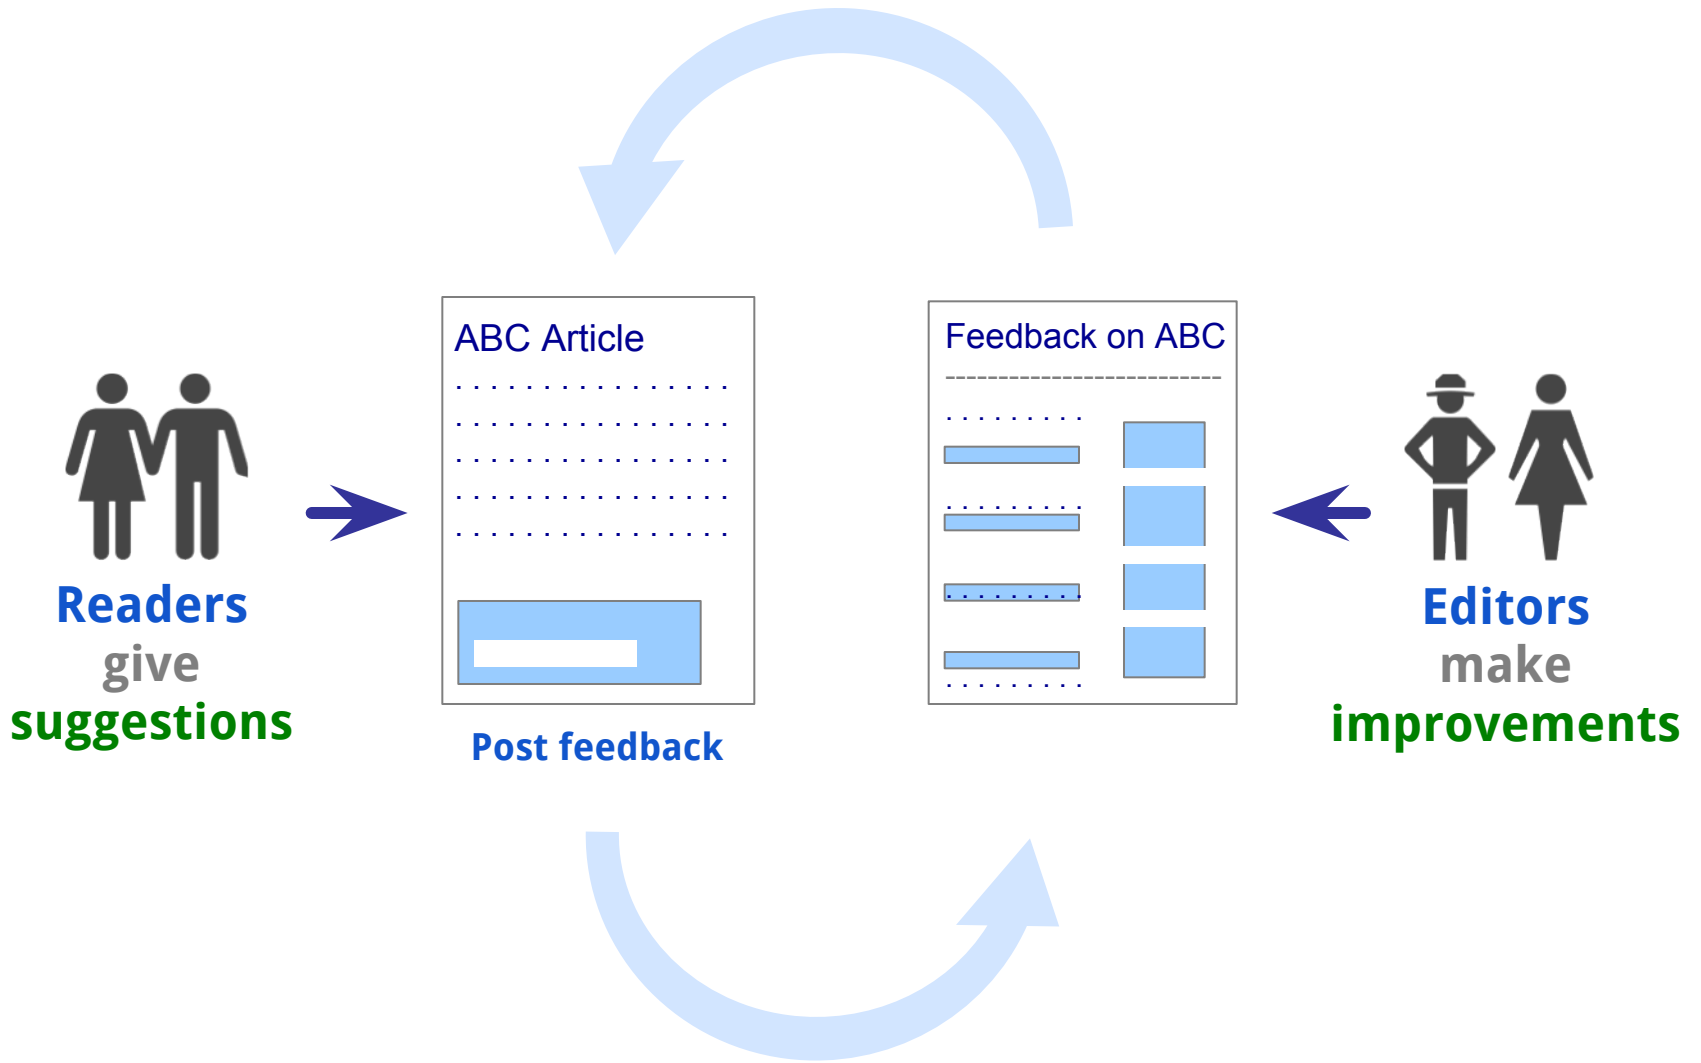 ABC Article
Feedback on ABC
Readers
give
suggestions
Post feedback
Editors
make
improvements